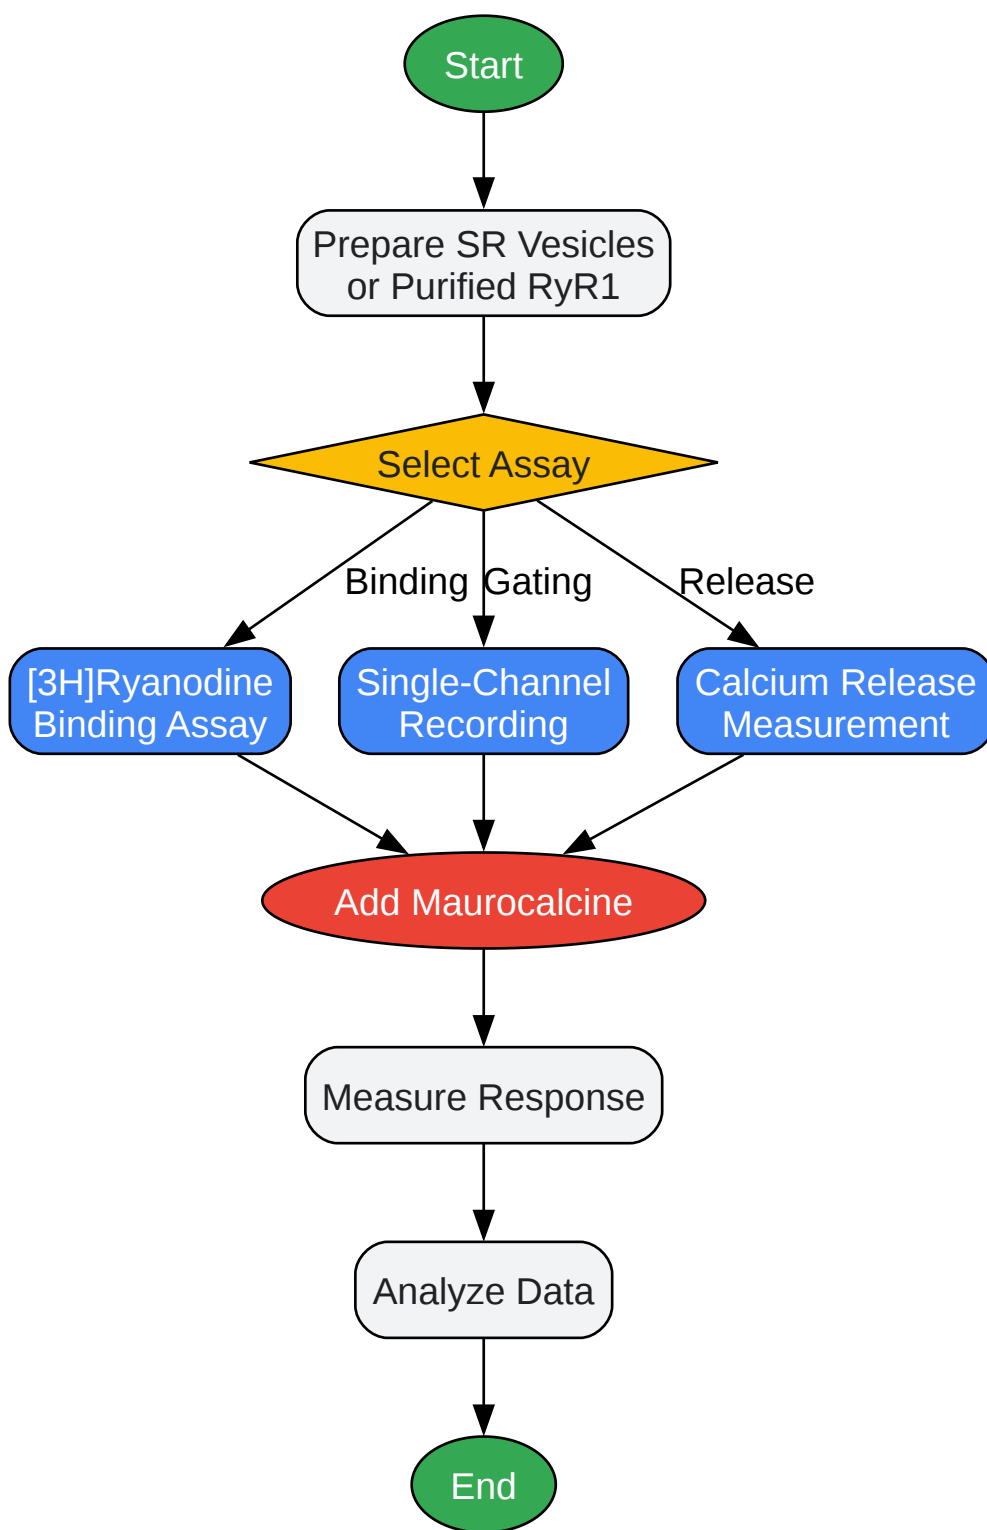 Start
Prepare SR Vesicles
or Purified RyR1
Select Assay
Binding
Gating
Release
[3H]Ryanodine
Binding Assay
Single-Channel
Recording
Calcium Release
Measurement
Add Maurocalcine
Measure Response
Analyze Data
End